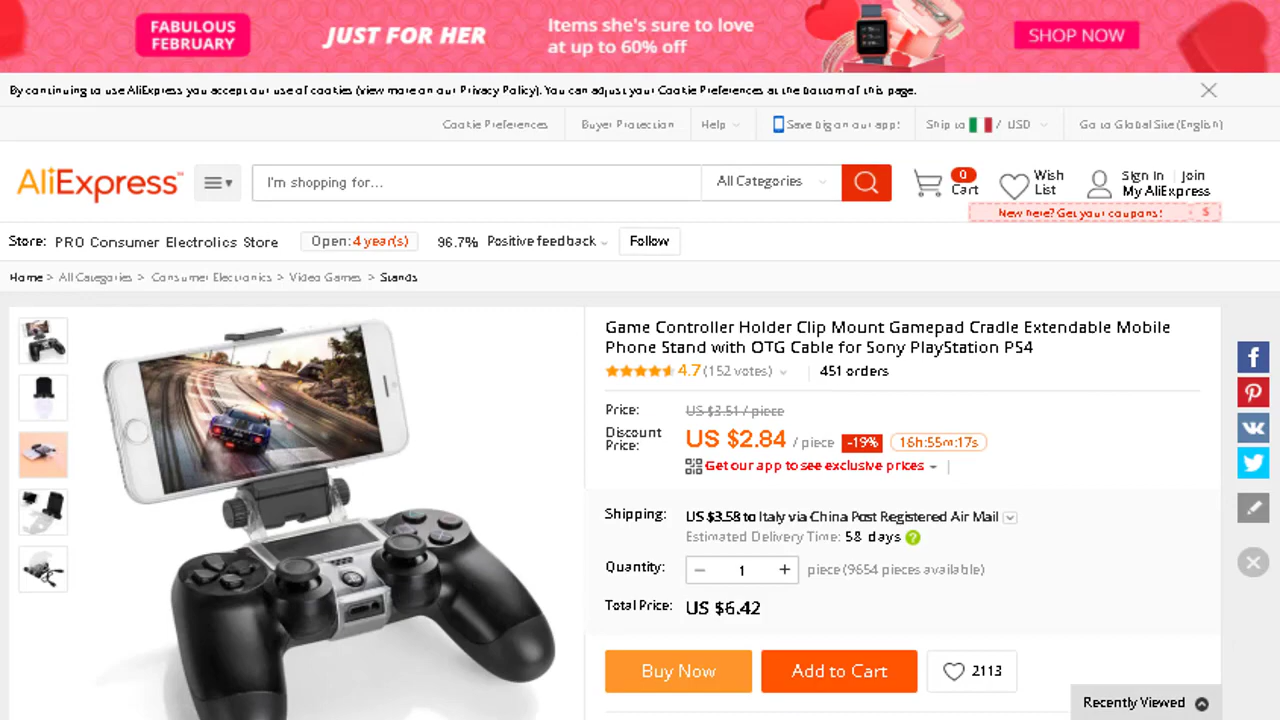 FABULOUS
FEBRUARY
JUST FOR HER
Items she's sure to love
at up to 60% off
SHOP NOW
By continuing to use AliExpress you accept our use of cookies (view more on our Privacy Policy). You can adjust your Cookie Preferences at the bottom of this page.
Cookie Preferences Buyer Protection Help Save big on our app! Ship to / USD Go to Global Site (English)
AliExpress™ I'm shopping for... All Categories 0 Cart Wish List Sign In Join My AliExpress
New here? Get your coupons! $
Store: PRO Consumer Electrolics Store Open: 4 year(s) 96.7% Positive feedback Follow
Home > All Categories > Consumer Electronics > Video Games > Stands
Game Controller Holder Clip Mount Gamepad Cradle Extendable Mobile
Phone Stand with OTG Cable for Sony PlayStation PS4
4.7 (152 votes) 451 orders
Price: US $3.51 / piece
Discount Price: US $2.84 / piece -19% 16h:55m:17s
Get our app to see exclusive prices
Shipping: US $3.58 to Italy via China Post Registered Air Mail
Estimated Delivery Time: 58 days ?
Quantity: − 1 + piece (9654 pieces available)
Total Price: US $6.42
Buy Now Add to Cart 2113
Recently Viewed